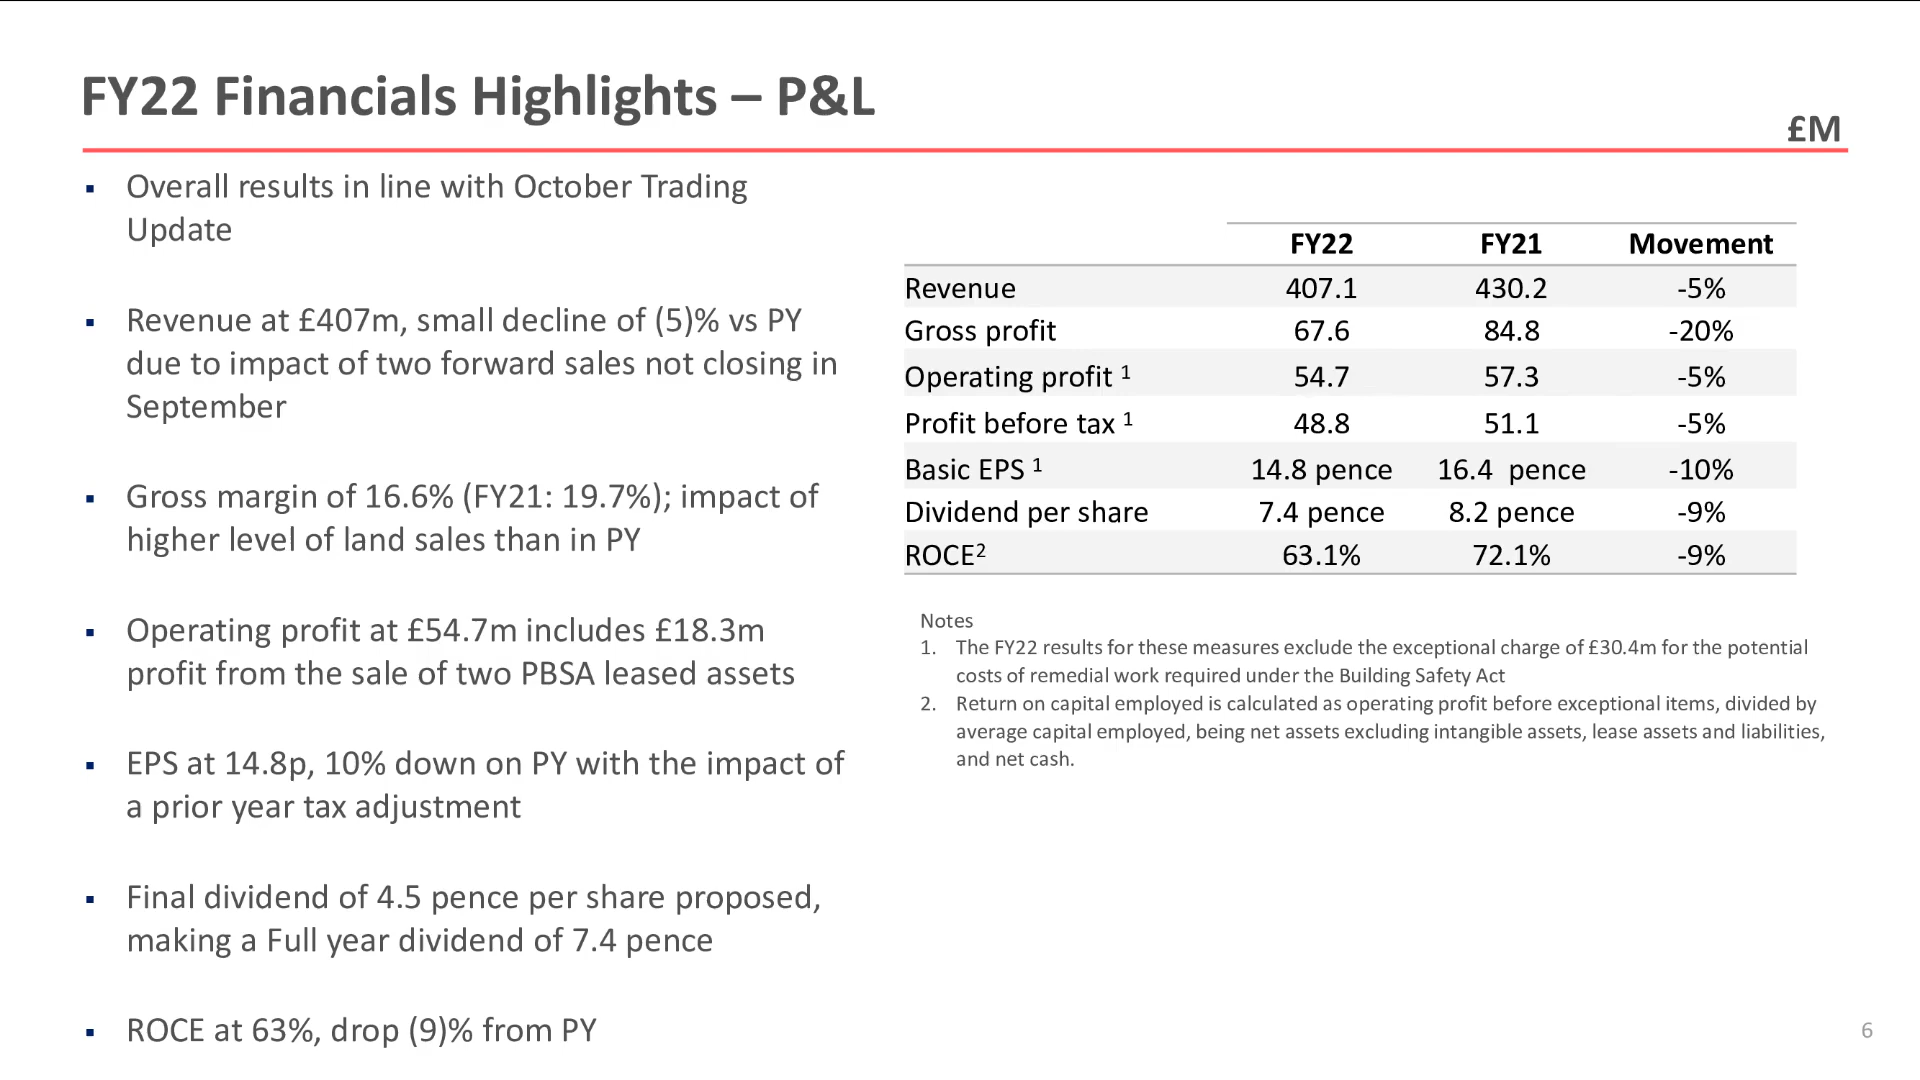 FY22 Financials Highlights – P&L
£M
▪ Overall results in line with October Trading
Update
▪ Revenue at £407m, small decline of (5)% vs PY
due to impact of two forward sales not closing in
September
▪ Gross margin of 16.6% (FY21: 19.7%); impact of
higher level of land sales than in PY
▪ Operating profit at £54.7m includes £18.3m
profit from the sale of two PBSA leased assets
▪ EPS at 14.8p, 10% down on PY with the impact of
a prior year tax adjustment
▪ Final dividend of 4.5 pence per share proposed,
making a Full year dividend of 7.4 pence
▪ ROCE at 63%, drop (9)% from PY
FY22 FY21 Movement
Revenue 407.1 430.2 -5%
Gross profit 67.6 84.8 -20%
Operating profit 1 54.7 57.3 -5%
Profit before tax 1 48.8 51.1 -5%
Basic EPS 1 14.8 pence 16.4 pence -10%
Dividend per share 7.4 pence 8.2 pence -9%
ROCE2 63.1% 72.1% -9%
Notes
1. The FY22 results for these measures exclude the exceptional charge of £30.4m for the potential
costs of remedial work required under the Building Safety Act
2. Return on capital employed is calculated as operating profit before exceptional items, divided by
average capital employed, being net assets excluding intangible assets, lease assets and liabilities,
and net cash.
6